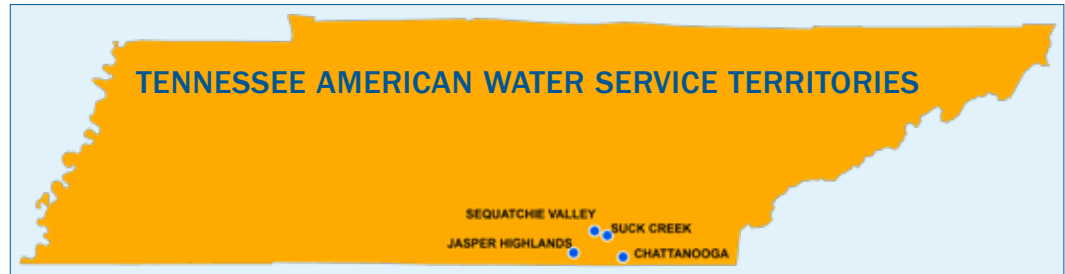 TENNESSEE AMERICAN WATER SERVICE TERRITORIES
SEQUATCHIE VALLEY
SUCK CREEK
JASPER HIGHLANDS
CHATTANOOGA